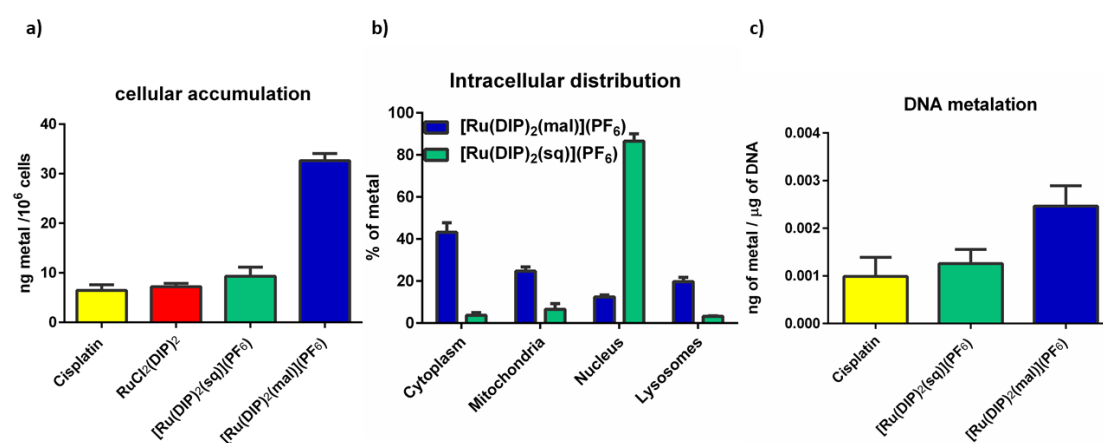 a)
cellular accumulation
ng metal /10⁶ cells
40
30
20
10
0
Cisplatin
RuCl₂(DIP)²
[Ru(DIP)₂(sq)](PF₆)
[Ru(DIP)₂(mal)](PF₆)
b)
Intracellular distribution
% of metal
100
80
60
40
20
0
[Ru(DIP)₂(mal)](PF₆)
[Ru(DIP)₂(sq)](PF₆)
Cytoplasm
Mitochondria
Nucleus
Lysosomes
c)
DNA metalation
ng of metal / µg of DNA
0.004
0.003
0.002
0.001
0.000
Cisplatin
[Ru(DIP)₂(sq)](PF₆)
[Ru(DIP)₂(mal)](PF₆)